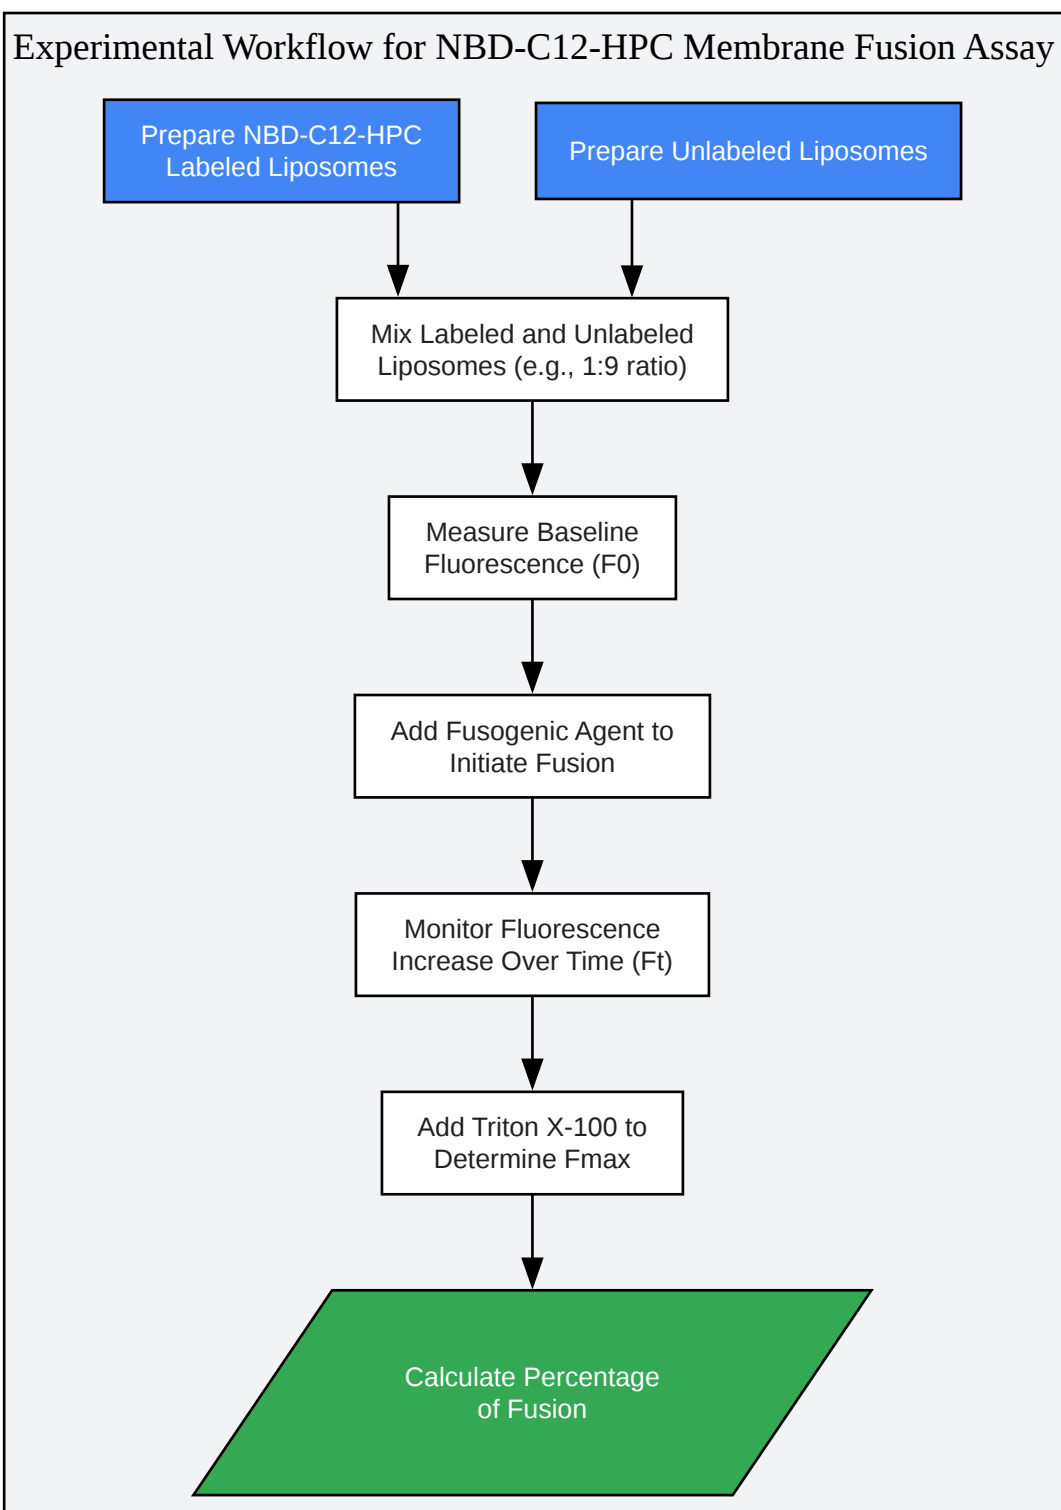 Experimental Workflow for NBD-C12-HPC Membrane Fusion Assay
Prepare NBD-C12-HPC
Labeled Liposomes
Prepare Unlabeled Liposomes
Mix Labeled and Unlabeled
Liposomes (e.g., 1:9 ratio)
Measure Baseline
Fluorescence (F0)
Add Fusogenic Agent to
Initiate Fusion
Monitor Fluorescence
Increase Over Time (Ft)
Add Triton X-100 to
Determine Fmax
Calculate Percentage
of Fusion